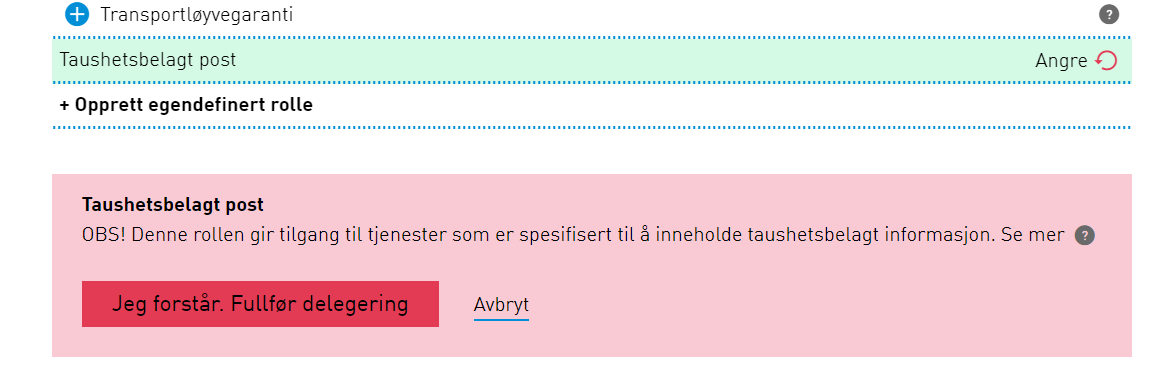 Transportløyvegaranti
Taushetsbelagt post Angre
+ Opprett egendefinert rolle
Taushetsbelagt post
OBS! Denne rollen gir tilgang til tjenester som er spesifisert til å inneholde taushetsbelagt informasjon. Se mer ?
Jeg forstår. Fullfør delegering Avbryt